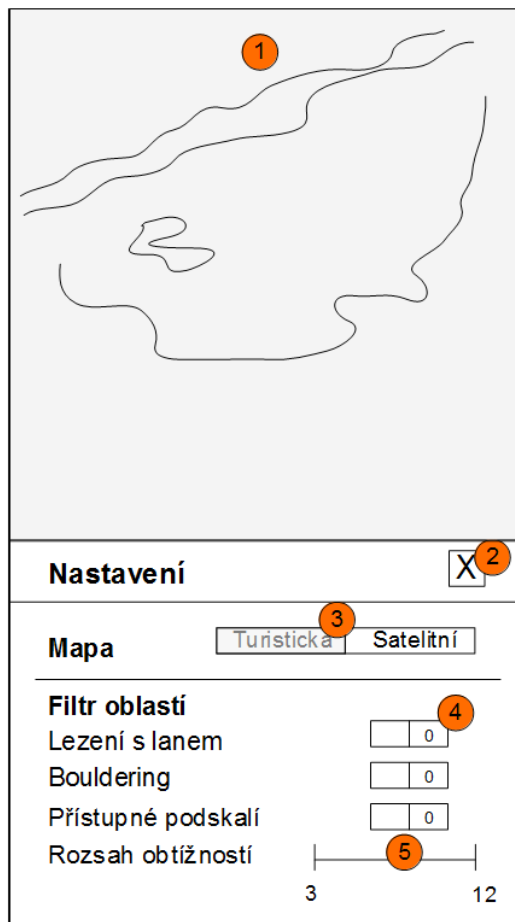 1
Nastavení X 2
3
Mapa Turistická Satelitní
Filtr oblastí 4
Lezení s lanem 0
Bouldering 0
Přístupné podskalí 0
Rozsah obtížností 5
3 12